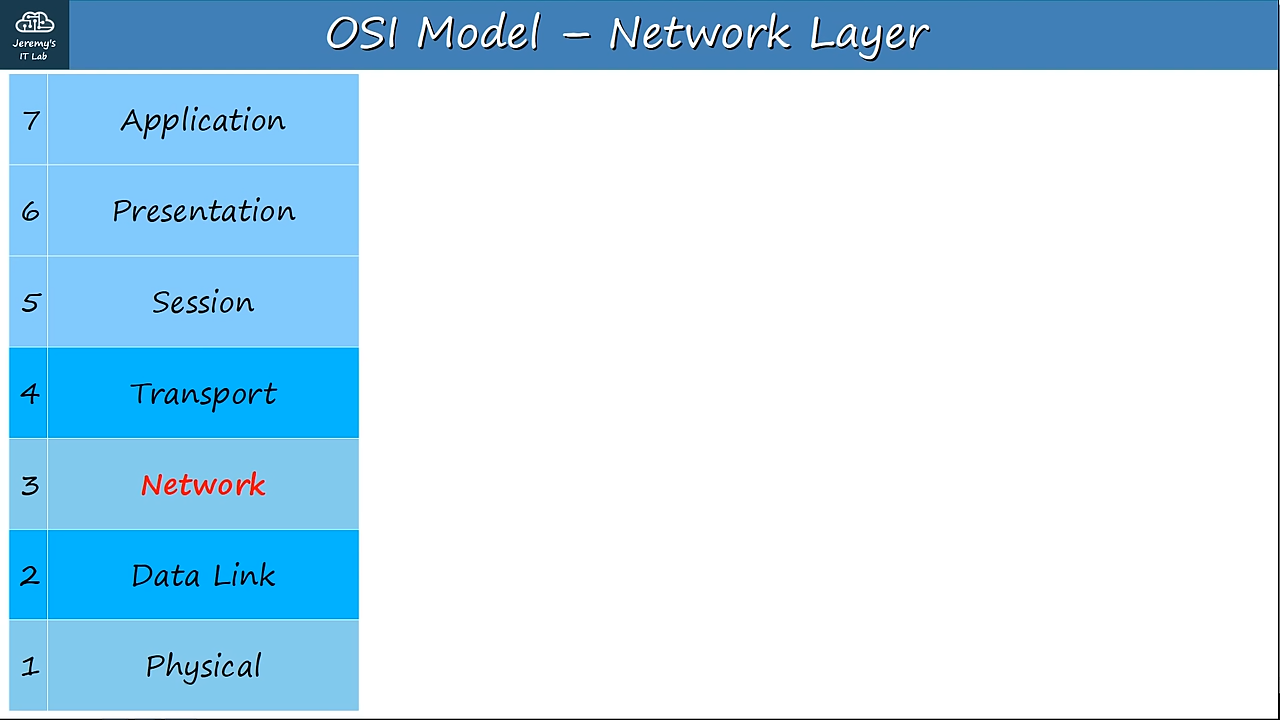 Jeremy's
IT Lab
OSI Model – Network Layer
7 Application
6 Presentation
5 Session
4 Transport
3 Network
2 Data Link
1 Physical